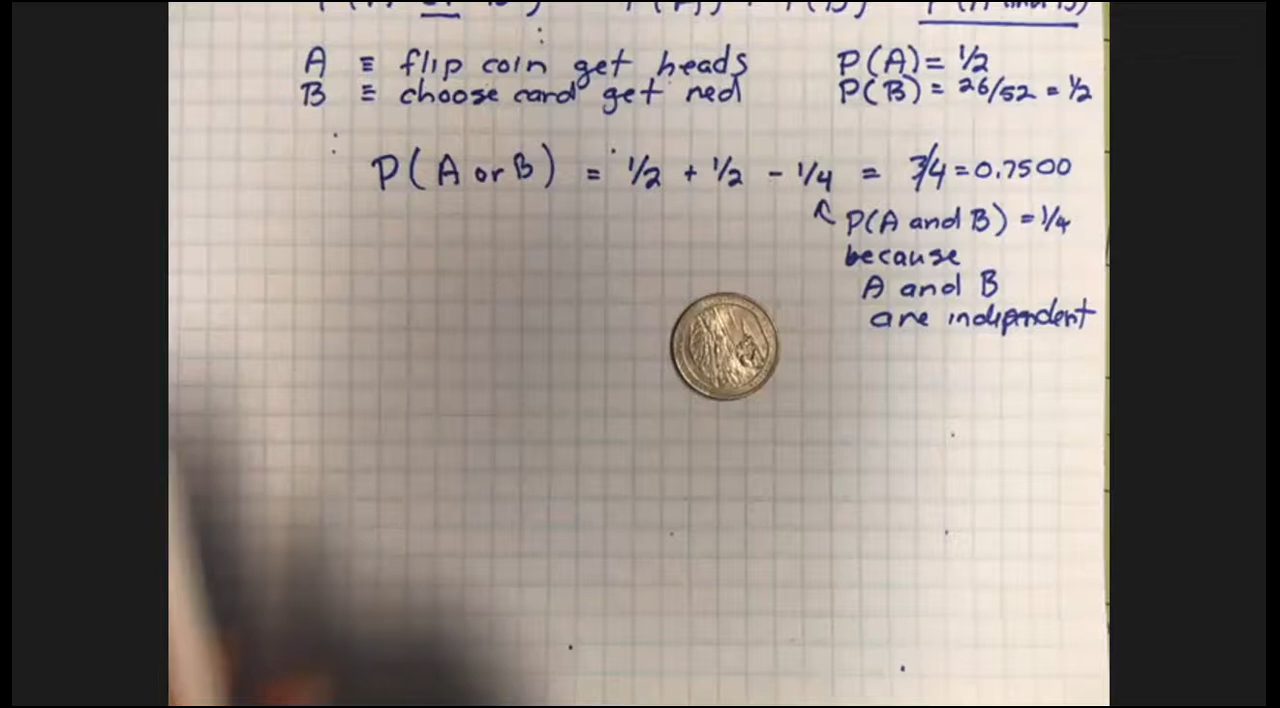 A ≡ flip coin get heads P(A) = 1/2
B ≡ choose card get red P(B) = 26/52 = 1/2
P(A or B) = 1/2 + 1/2 - 1/4 = 3/4 = 0.7500
P(A and B) = 1/4
because
A and B
are independent